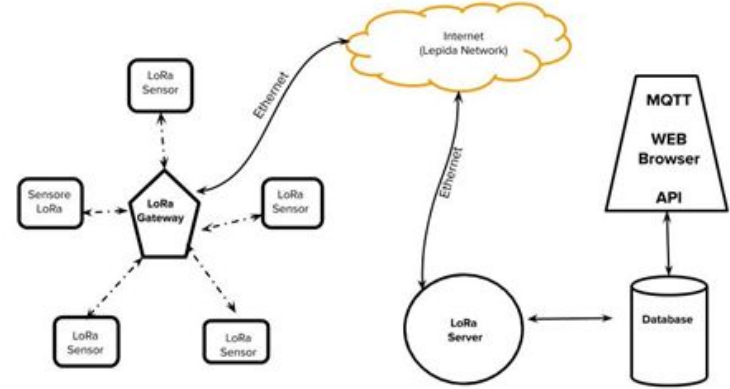 Internet
(Lepida Network)
LoRa
Sensor
Ethernet
MQTT
WEB
Browser
API
Sensore
LoRa
LoRa
Gateway
LoRa
Sensor
Ethernet
LoRa
Sensor
LoRa
Sensor
LoRa
Server
Database